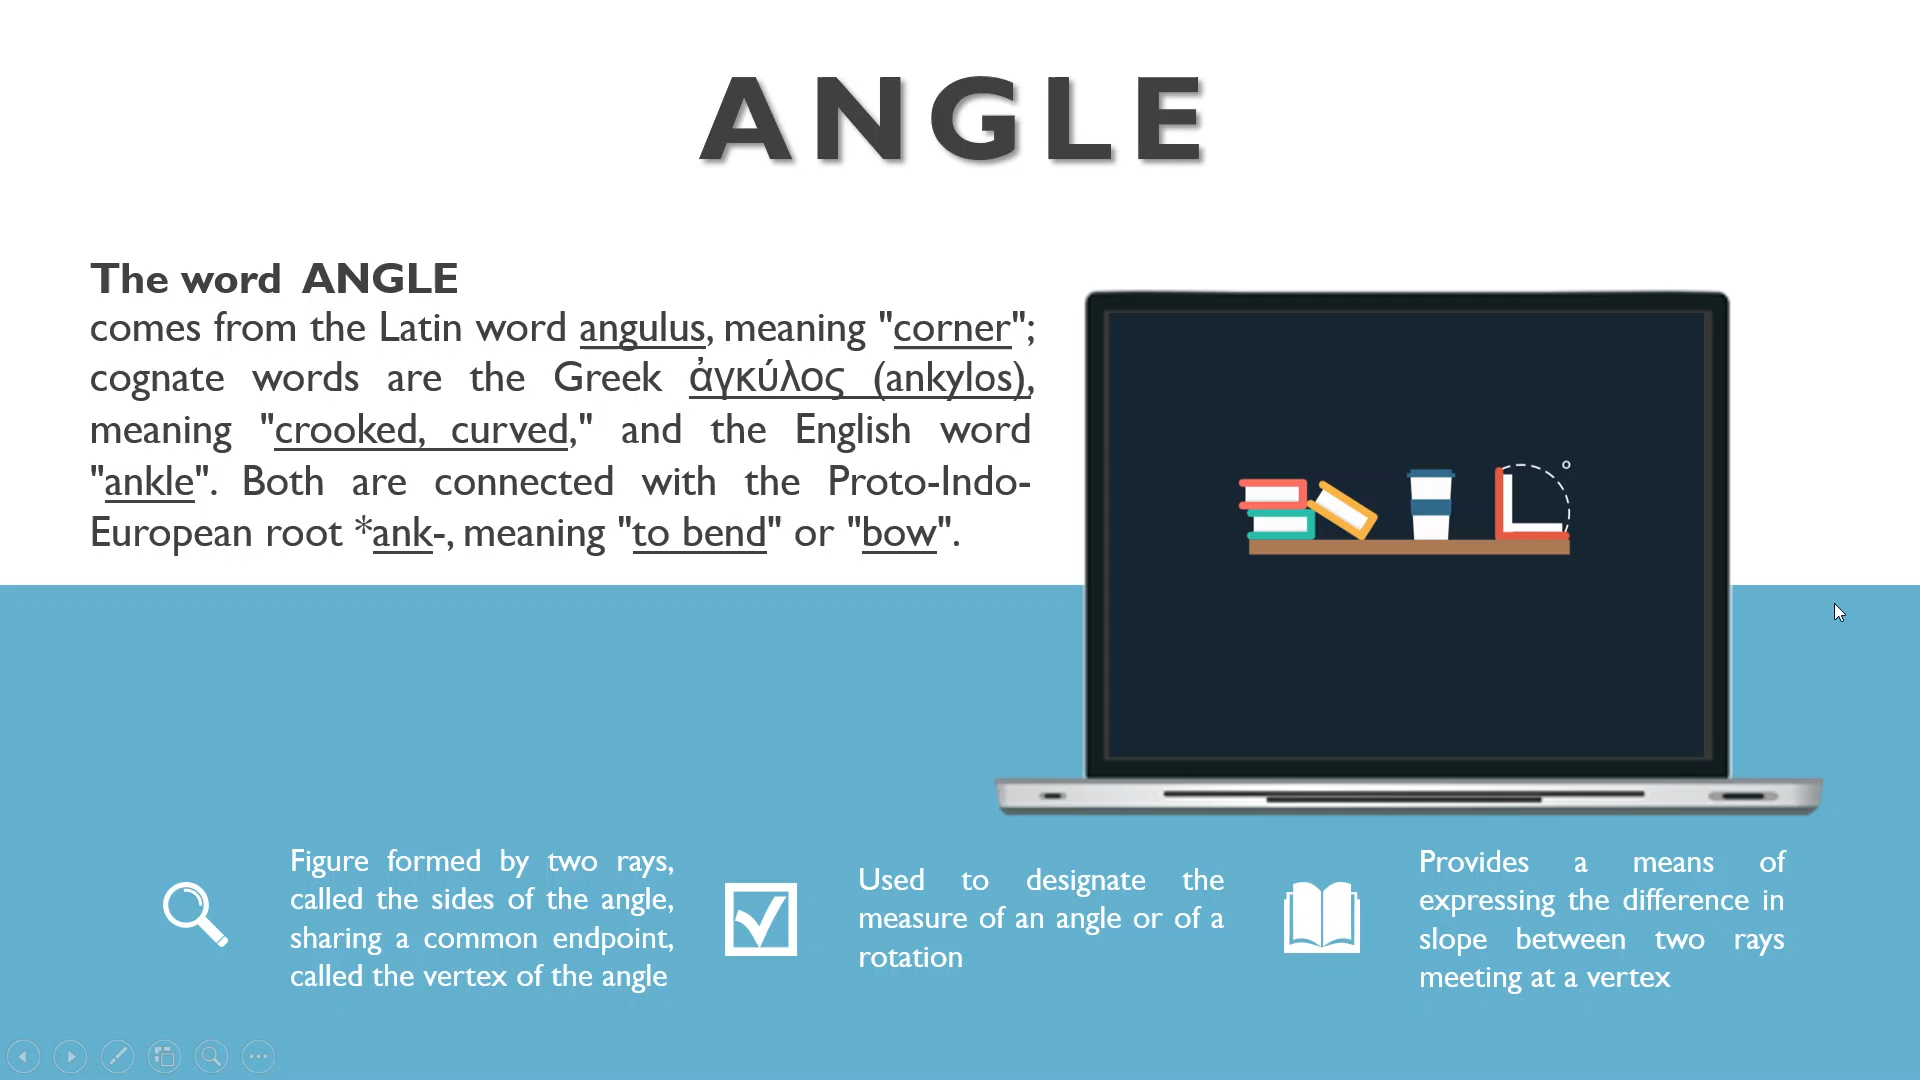 ANGLE
The word ANGLE
comes from the Latin word angulus, meaning "corner";
cognate words are the Greek ἀγκύλος (ankylos),
meaning "crooked, curved," and the English word
"ankle". Both are connected with the Proto-Indo-
European root *ank-, meaning "to bend" or "bow".
Figure formed by two rays,
called the sides of the angle,
sharing a common endpoint,
called the vertex of the angle
Used to designate the
measure of an angle or of a
rotation
Provides a means of
expressing the difference in
slope between two rays
meeting at a vertex